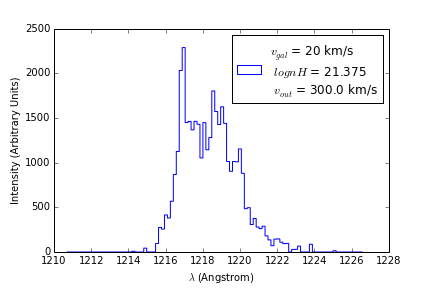 2500
2000
1500
1000
500
0
Intensity (Arbitrary Units)
v_gal = 20 km/s
lognH = 21.375
v_out = 300.0 km/s
1210 1212 1214 1216 1218 1220 1222 1224 1226 1228
λ (Angstrom)